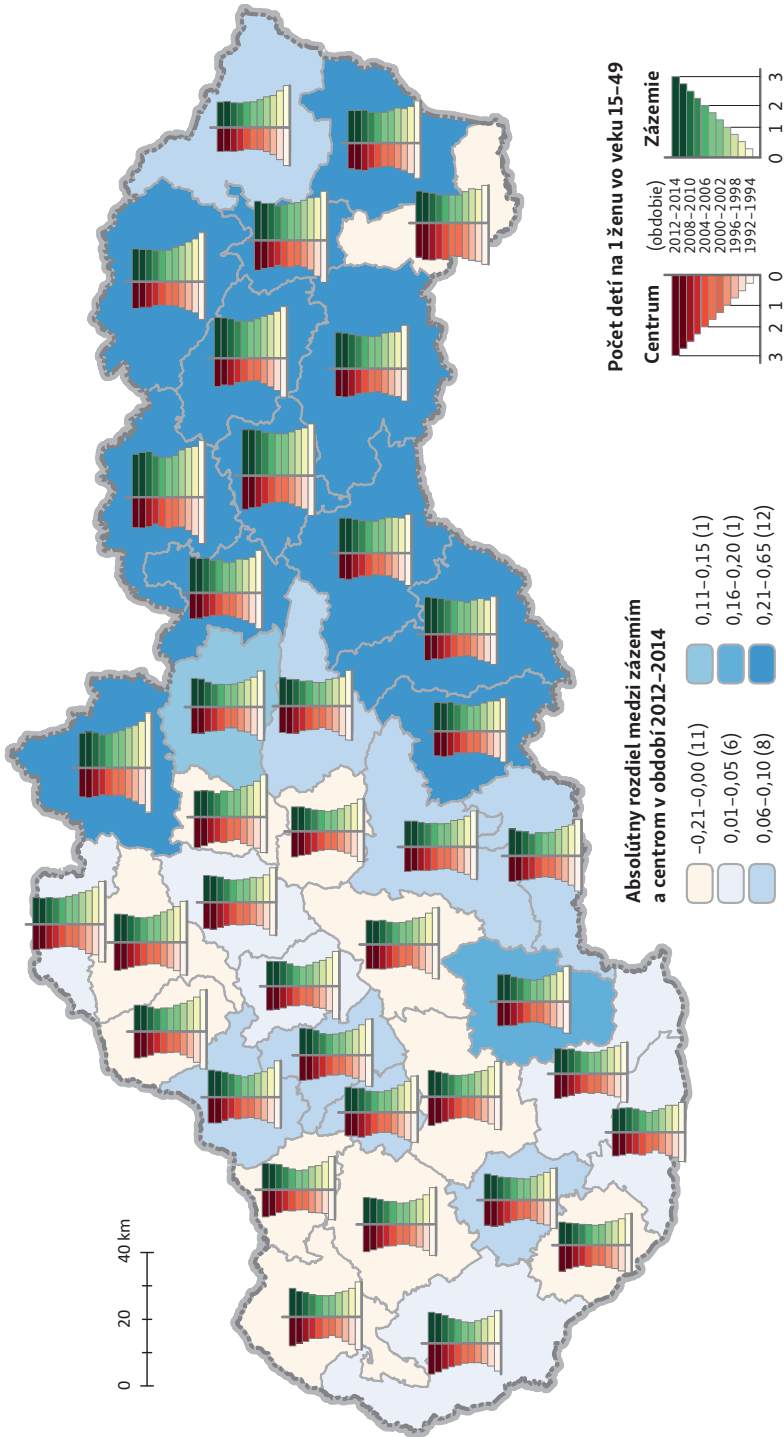 0 20 40 km
Absolútny rozdiel medzi zázemím
a centrom v období 2012–2014
−0,21–0,00 (11)
0,01–0,05 (6)
0,06–0,10 (8)
0,11–0,15 (1)
0,16–0,20 (1)
0,21–0,65 (12)
Počet detí na 1 ženu vo veku 15–49
Centrum (obdobie) Zázemie
2012–2014
2008–2010
2004–2006
2000–2002
1996–1998
1992–1994
3 2 1 0 0 1 2 3